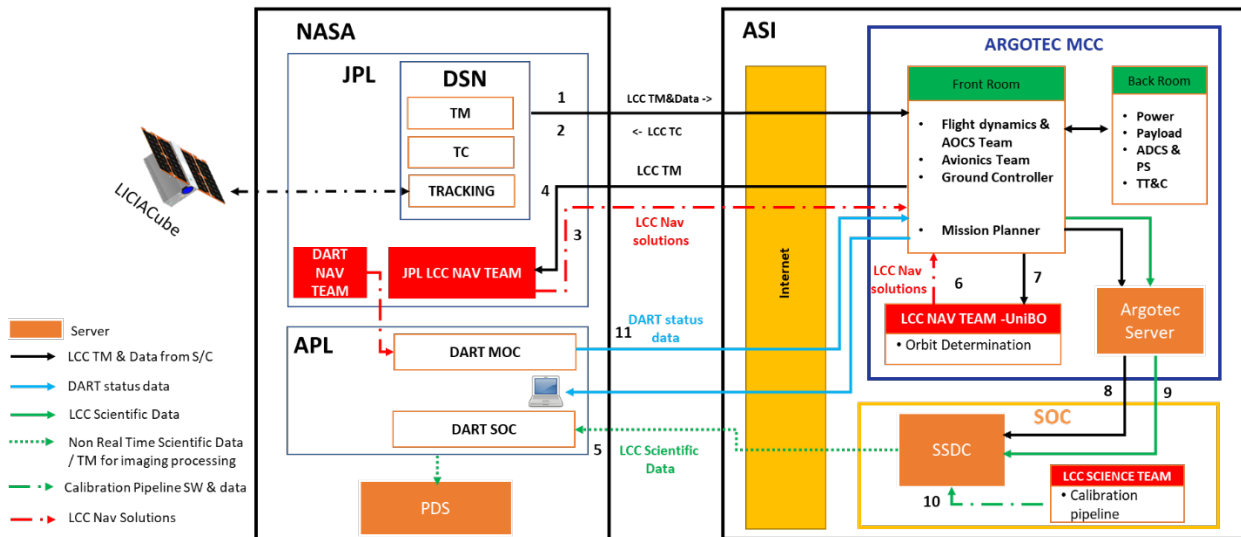 NASA
JPL
DSN
TM
TC
TRACKING
DART
NAV
TEAM
JPL LCC NAV TEAM
APL
DART MOC
DART SOC
PDS
LICIACube
1
LCC TM&Data ->
2
<- LCC TC
LCC TM
4
3
LCC Nav
solutions
11
DART status
data
5
LCC Scientific
Data
ASI
Internet
ARGOTEC MCC
Front Room
• Flight dynamics &
AOCS Team
• Avionics Team
• Ground Controller
• Mission Planner
Back Room
• Power
• Payload
• ADCS &
PS
• TT&C
LCC Nav
solutions
6
7
LCC NAV TEAM -UniBO
• Orbit Determination
Argotec
Server
8
9
SOC
SSDC
10
LCC SCIENCE TEAM
• Calibration
pipeline
Server
LCC TM & Data from S/C
DART status data
LCC Scientific Data
Non Real Time Scientific Data
/ TM for imaging processing
Calibration Pipeline SW & data
LCC Nav Solutions